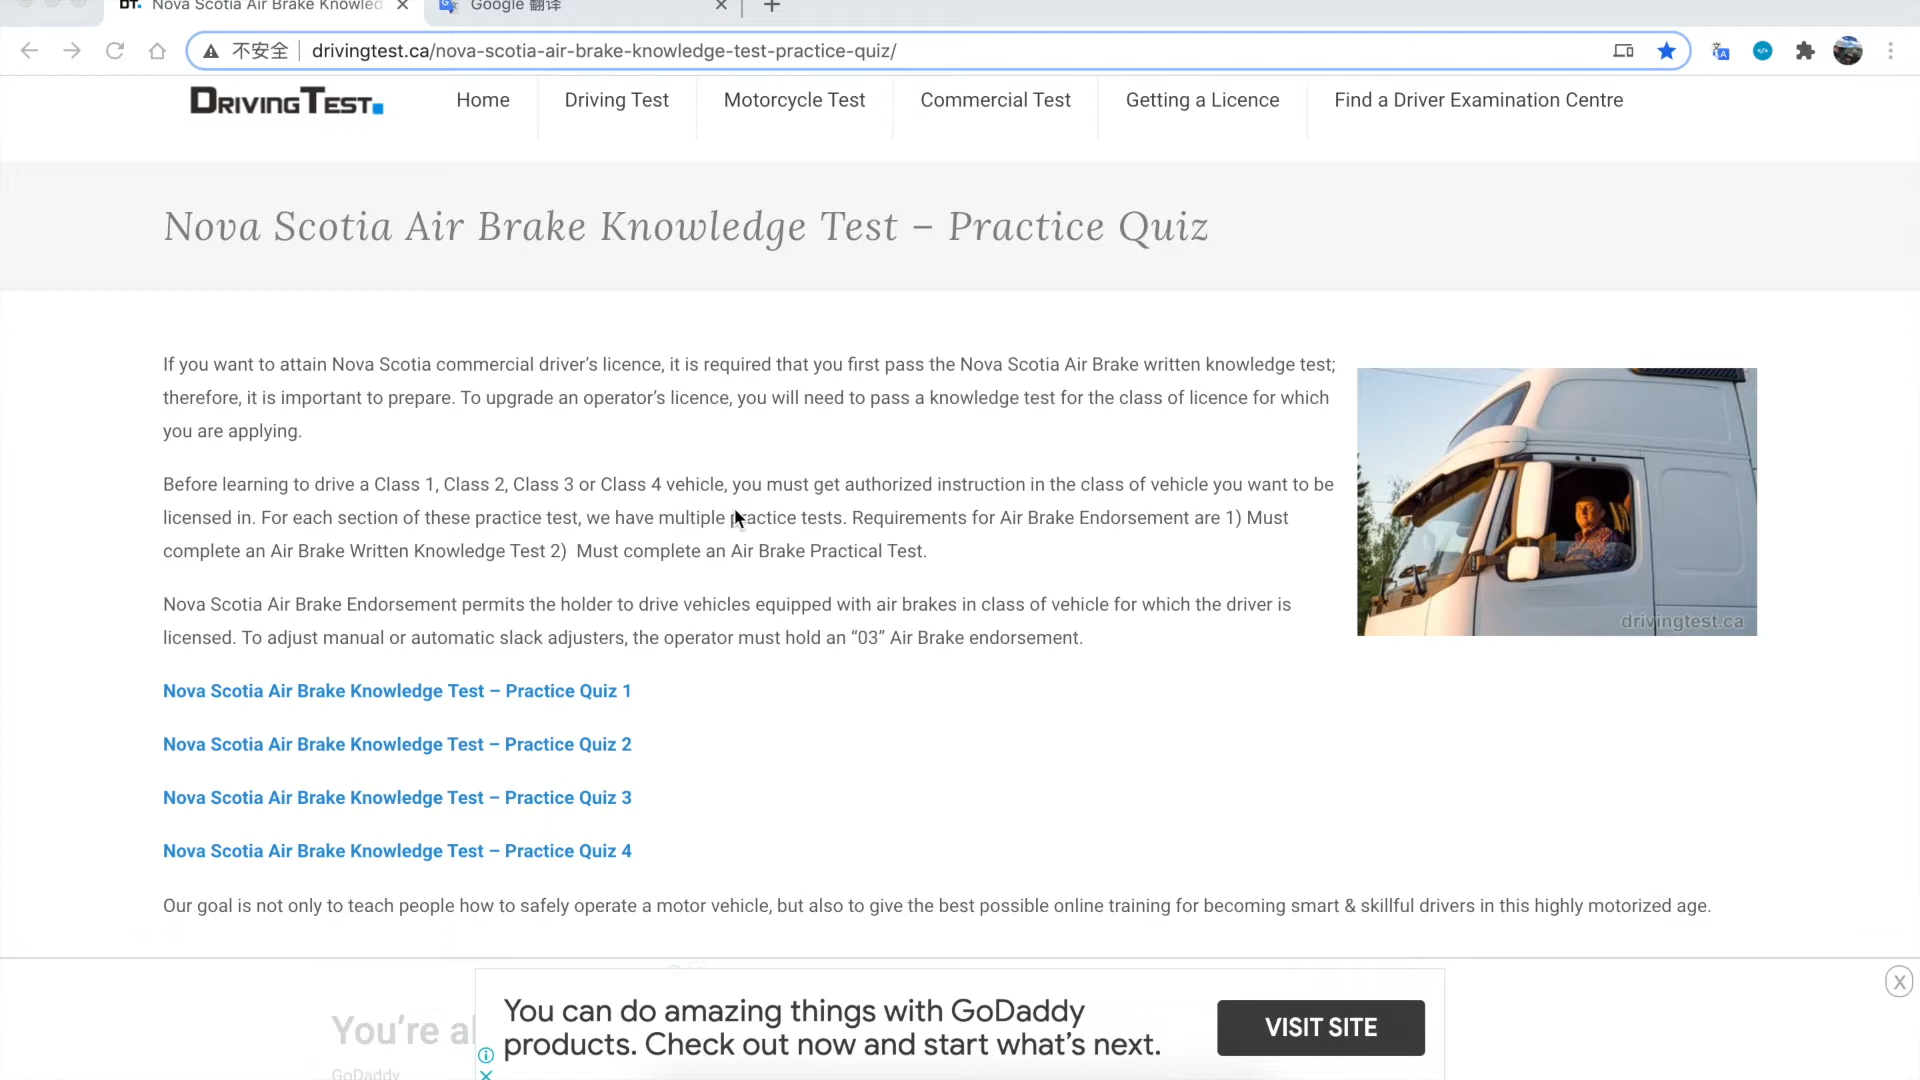 DT. Nova Scotia Air Brake Knowled
Google 翻译
不安全 drivingtest.ca/nova-scotia-air-brake-knowledge-test-practice-quiz/
DRIVINGTEST. Home Driving Test Motorcycle Test Commercial Test Getting a Licence Find a Driver Examination Centre
Nova Scotia Air Brake Knowledge Test – Practice Quiz
If you want to attain Nova Scotia commercial driver’s licence, it is required that you first pass the Nova Scotia Air Brake written knowledge test;
therefore, it is important to prepare. To upgrade an operator’s licence, you will need to pass a knowledge test for the class of licence for which
you are applying.
Before learning to drive a Class 1, Class 2, Class 3 or Class 4 vehicle, you must get authorized instruction in the class of vehicle you want to be
licensed in. For each section of these practice test, we have multiple practice tests. Requirements for Air Brake Endorsement are 1) Must
complete an Air Brake Written Knowledge Test 2)  Must complete an Air Brake Practical Test.
Nova Scotia Air Brake Endorsement permits the holder to drive vehicles equipped with air brakes in class of vehicle for which the driver is
licensed. To adjust manual or automatic slack adjusters, the operator must hold an “03” Air Brake endorsement.
drivingtest.ca
Nova Scotia Air Brake Knowledge Test – Practice Quiz 1
Nova Scotia Air Brake Knowledge Test – Practice Quiz 2
Nova Scotia Air Brake Knowledge Test – Practice Quiz 3
Nova Scotia Air Brake Knowledge Test – Practice Quiz 4
Our goal is not only to teach people how to safely operate a motor vehicle, but also to give the best possible online training for becoming smart & skillful drivers in this highly motorized age.
You’re al
GoDaddy
You can do amazing things with GoDaddy
products. Check out now and start what’s next.
VISIT SITE